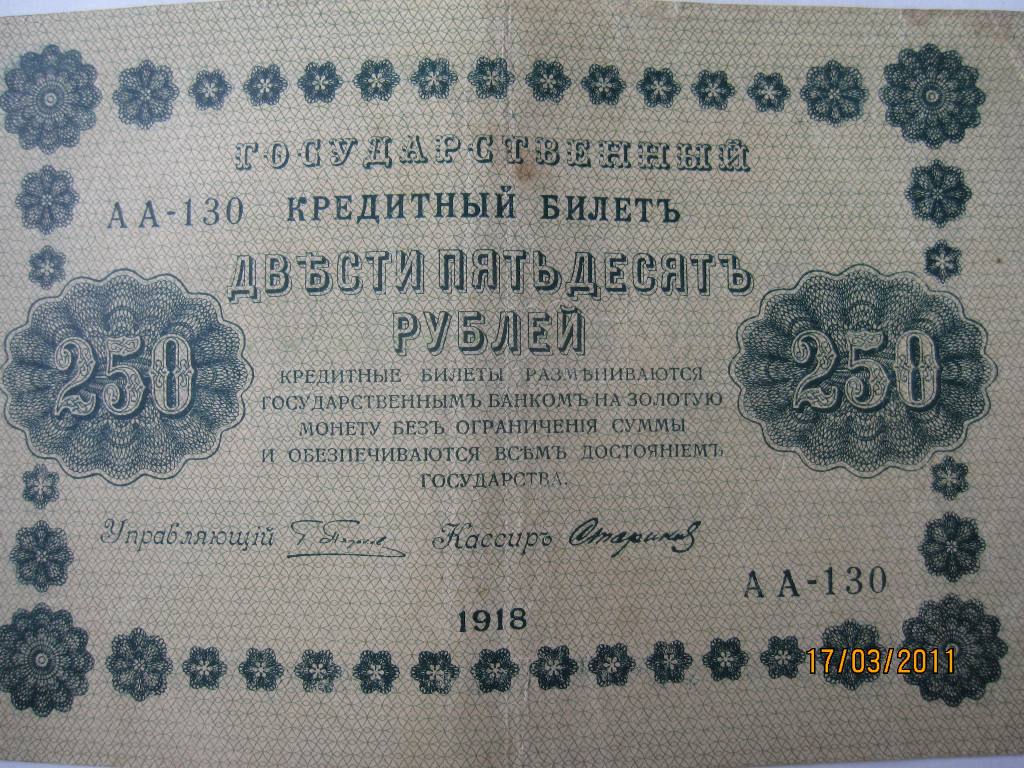 ГОСУДАРСТВЕННЫЙ
АА-130 КРЕДИТНЫЙ БИЛЕТЪ
ДВѢСТИ ПЯТЬДЕСЯТЪ
РУБЛЕЙ
250
250
КРЕДИТНЫЕ БИЛЕТЫ РАЗМѢНИВАЮТСЯ
ГОСУДАРСТВЕННЫМЪ БАНКОМЪ НА ЗОЛОТУЮ
МОНЕТУ БЕЗЪ ОГРАНИЧЕНІЯ СУММЫ
И ОБЕЗПЕЧИВАЮТСЯ ВСѢМЪ ДОСТОЯНІЕМЪ
ГОСУДАРСТВА.
Управляющій Кассиръ Стариков
АА-130
1918
17/03/2011